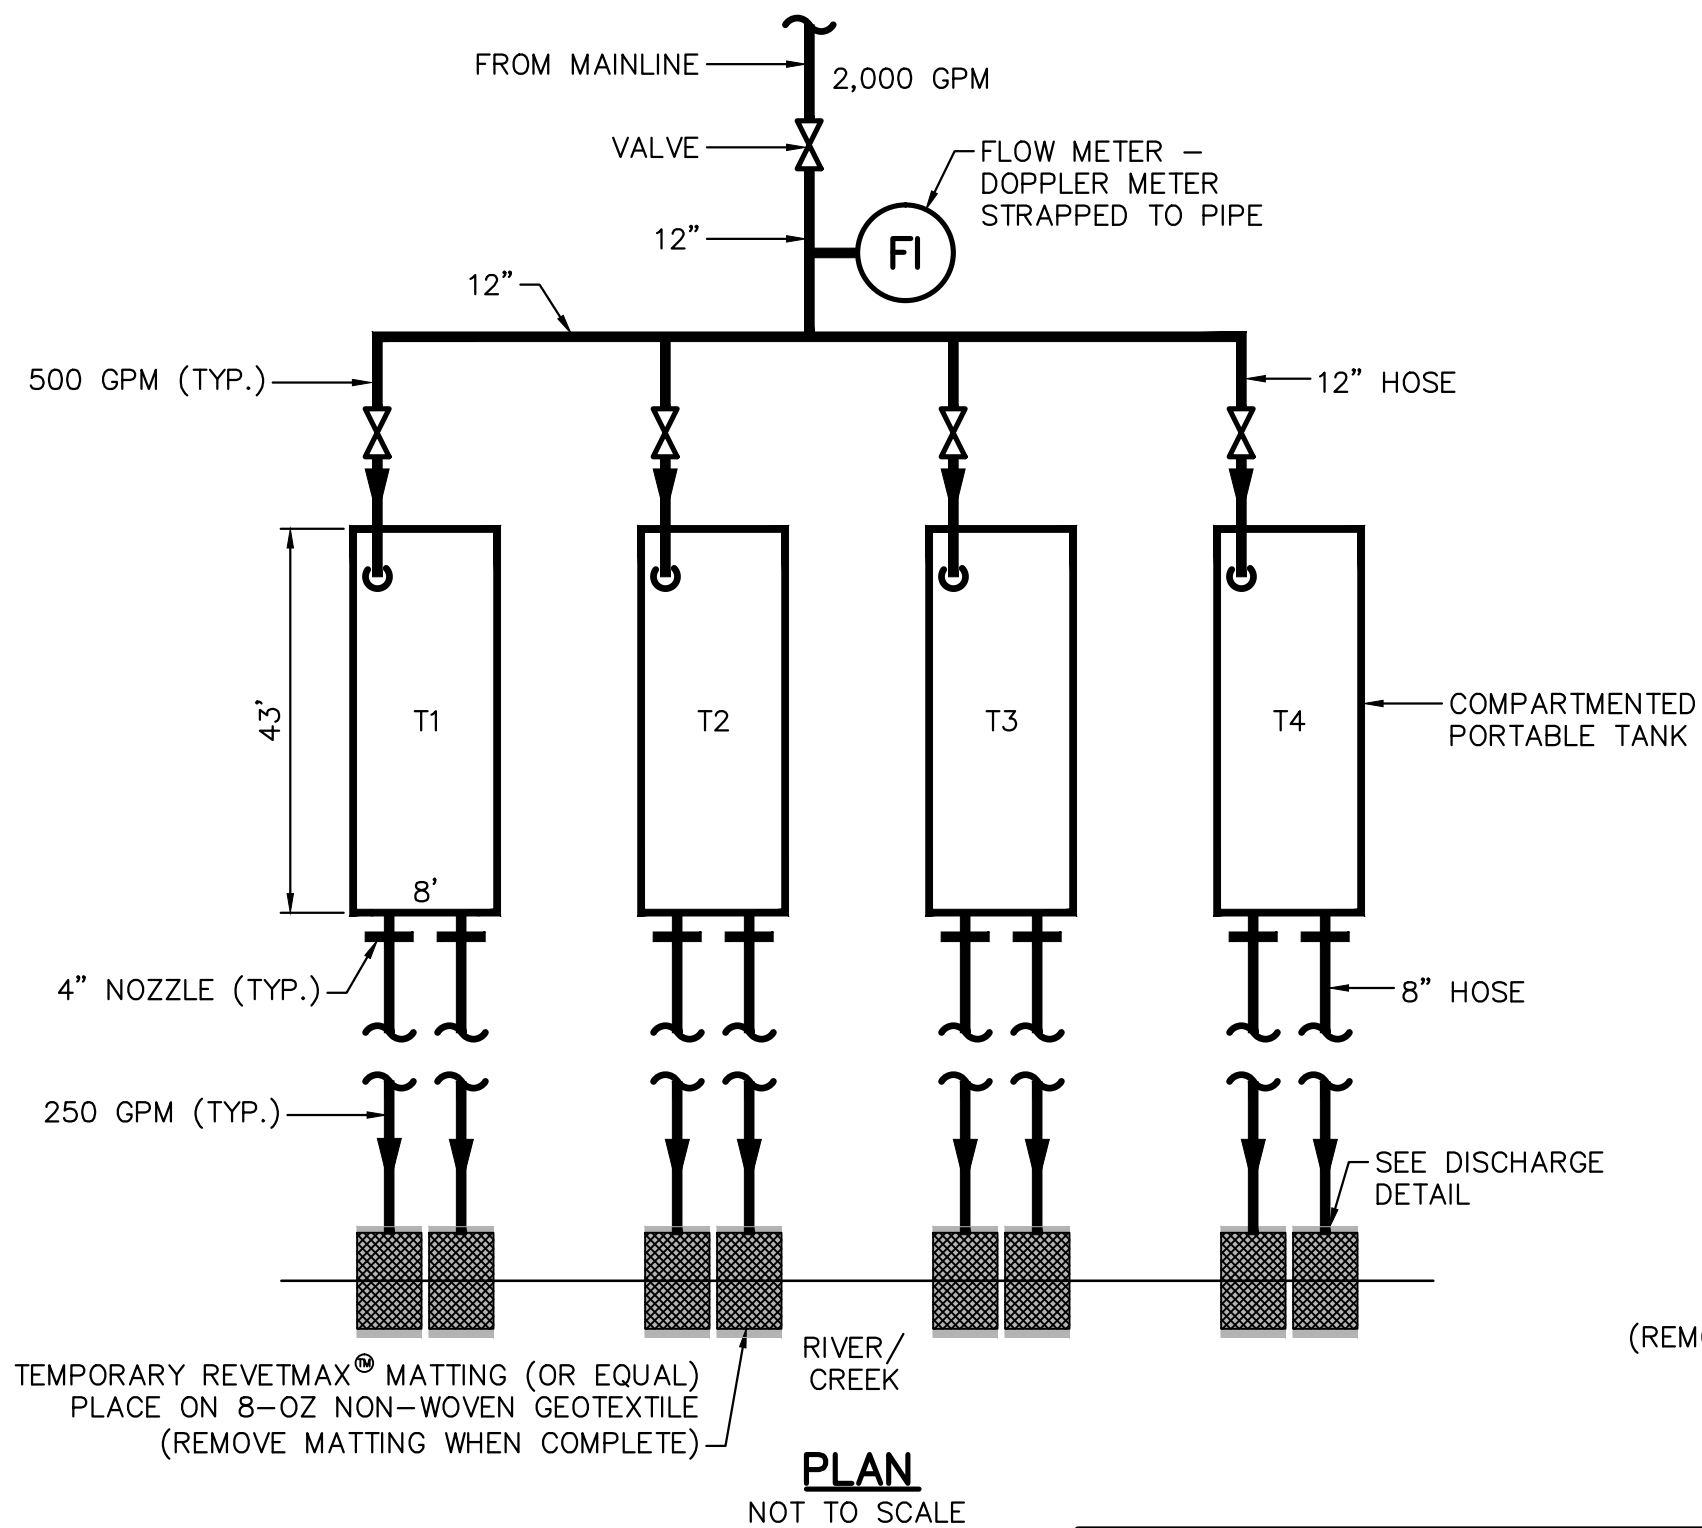 FROM MAINLINE
2,000 GPM
VALVE
FLOW METER –
DOPPLER METER
STRAPPED TO PIPE
12”
FI
12”
500 GPM (TYP.)
12” HOSE
43’
T1
T2
T3
T4
COMPARTMENTED
PORTABLE TANK
8’
4” NOZZLE (TYP.)
8” HOSE
250 GPM (TYP.)
SEE DISCHARGE
DETAIL
RIVER/
CREEK
TEMPORARY REVETMAX™ MATTING (OR EQUAL)
PLACE ON 8–OZ NON–WOVEN GEOTEXTILE
(REMOVE MATTING WHEN COMPLETE)
PLAN
NOT TO SCALE